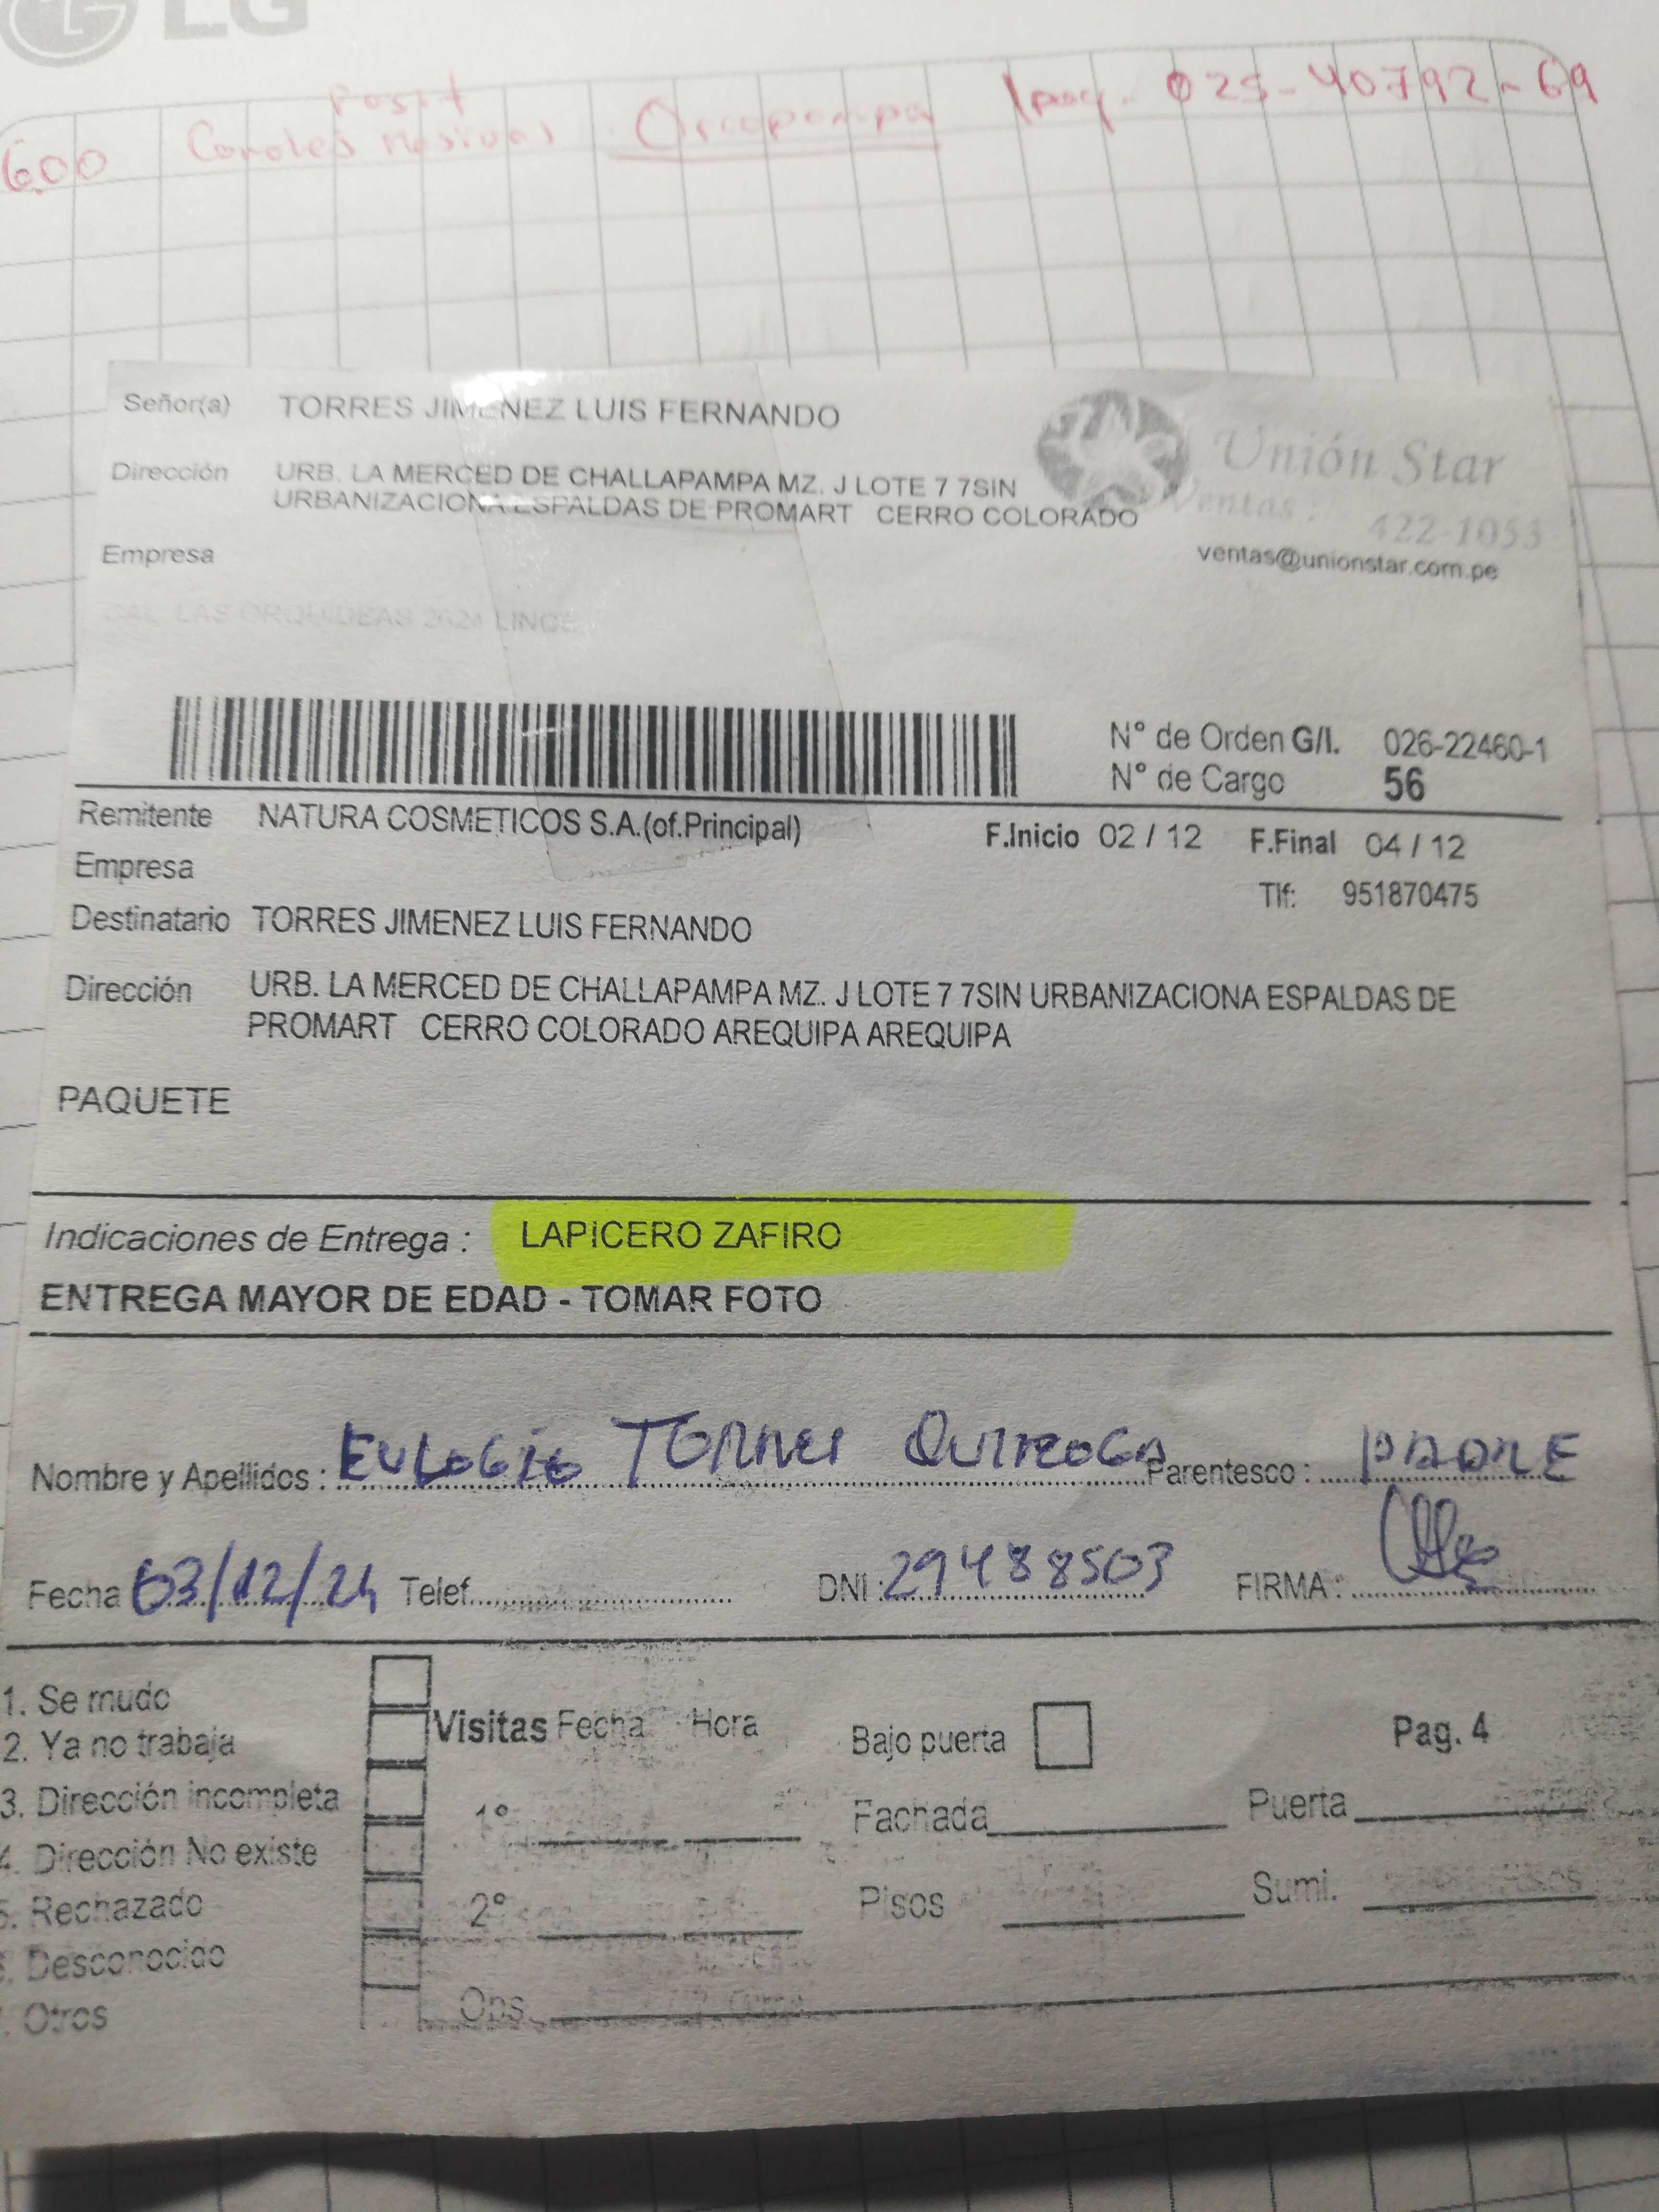 LG
Posit
600 Orcopampa 1paq. 025-40792-69
Señor(a) TORRES JIMENEZ LUIS FERNANDO
Unión Star
Dirección URB. LA MERCED DE CHALLAPAMPA MZ. J LOTE 7 7SIN
URBANIZACIONA ESPALDAS DE PROMART CERRO COLORADO
Ventas: 422-1053
ventas@unionstar.com.pe
Empresa
CAL. LAS ORQUIDEAS LINCE
N° de Orden G/I. 026-22460-1
N° de Cargo 56
Remitente NATURA COSMETICOS S.A.(of.Principal)
F.Inicio 02 / 12 F.Final 04 / 12
Empresa
Tlf: 951870475
Destinatario TORRES JIMENEZ LUIS FERNANDO
Dirección URB. LA MERCED DE CHALLAPAMPA MZ. J LOTE 7 7SIN URBANIZACIONA ESPALDAS DE
PROMART CERRO COLORADO AREQUIPA AREQUIPA
PAQUETE
Indicaciones de Entrega : LAPICERO ZAFIRO
ENTREGA MAYOR DE EDAD - TOMAR FOTO
Nombre y Apellidos : EULOGIO TORRES QUIROGA Parentesco : PADRE
Fecha 03/12/24 Telef. DNI : 29488503 FIRMA :
1. Se mudo
2. Ya no trabaja
3. Dirección incompleta
4. Dirección No existe
5. Rechazado
. Desconocido
. Otros
Visitas Fecha Hora
1°
2°
Obs.
Bajo puerta
Pag. 4
Fachada Puerta
Pisos Sumi.